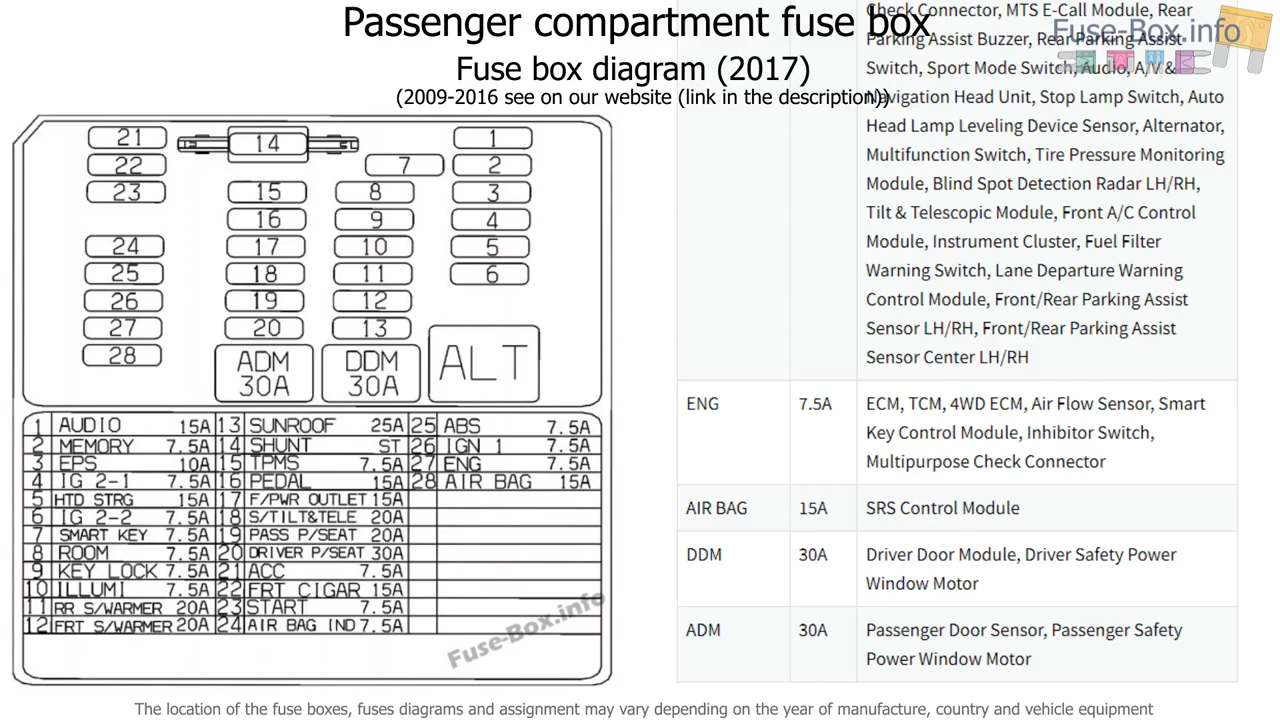 Passenger compartment fuse box
Fuse box diagram (2017)
(2009-2016 see on our website (link in the description))
Fuse-Box.info
21 14 1
22 7 2
23 15 8 3
16 9 4
24 17 10 5
25 18 11 6
26 19 12
27 20 13
28
ADM 30A
DDM 30A
ALT
1 AUDIO 15A 13 SUNROOF 25A 25 ABS 7.5A
2 MEMORY 7.5A 14 SHUNT ST 26 IGN 1 7.5A
3 EPS 10A 15 TPMS 7.5A 27 ENG 7.5A
4 IG 2-1 7.5A 16 PEDAL 15A 28 AIR BAG 15A
5 HTD STRG 15A 17 F/PWR OUTLET 15A
6 IG 2-2 7.5A 18 S/TILT&TELE 20A
7 SMART KEY 7.5A 19 PASS P/SEAT 20A
8 ROOM 7.5A 20 DRIVER P/SEAT 30A
9 KEY LOCK 7.5A 21 ACC 7.5A
10 ILLUMI 7.5A 22 FRT CIGAR 15A
11 RR S/WARMER 20A 23 START 7.5A
12 FRT S/WARMER 20A 24 AIR BAG IND 7.5A
Fuse-Box.info
Check Connector, MTS E-Call Module, Rear
Parking Assist Buzzer, Rear Parking Assist
Switch, Sport Mode Switch, Audio, A/V &
Navigation Head Unit, Stop Lamp Switch, Auto
Head Lamp Leveling Device Sensor, Alternator,
Multifunction Switch, Tire Pressure Monitoring
Module, Blind Spot Detection Radar LH/RH,
Tilt & Telescopic Module, Front A/C Control
Module, Instrument Cluster, Fuel Filter
Warning Switch, Lane Departure Warning
Control Module, Front/Rear Parking Assist
Sensor LH/RH, Front/Rear Parking Assist
Sensor Center LH/RH
ENG 7.5A ECM, TCM, 4WD ECM, Air Flow Sensor, Smart
Key Control Module, Inhibitor Switch,
Multipurpose Check Connector
AIR BAG 15A SRS Control Module
DDM 30A Driver Door Module, Driver Safety Power
Window Motor
ADM 30A Passenger Door Sensor, Passenger Safety
Power Window Motor
The location of the fuse boxes, fuses diagrams and assignment may vary depending on the year of manufacture, country and vehicle equipment